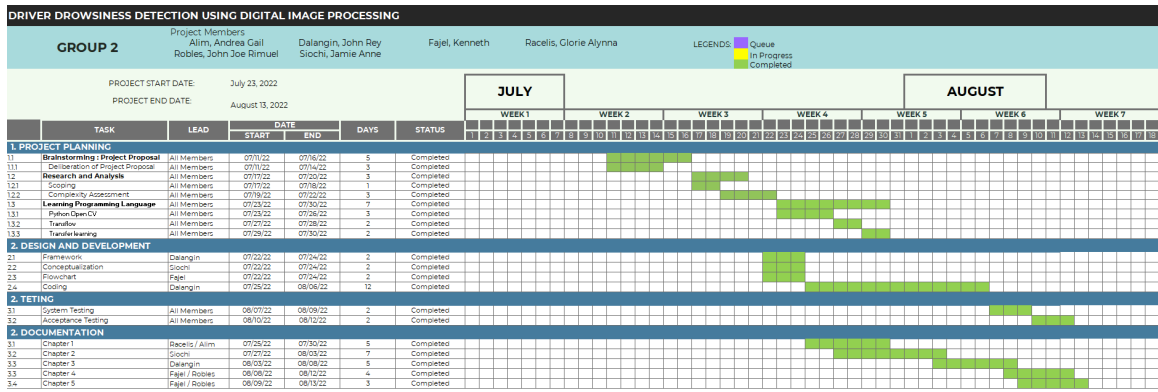 DRIVER DROWSINESS DETECTION USING DIGITAL IMAGE PROCESSING
GROUP 2
Project Members
Alim, Andrea Gail Dalangin, John Rey Fajel, Kenneth Racelis, Glorie Alynna
Robles, John Joe Rimuel Siochi, Jamie Anne
LEGENDS: Queue
In Progress
Completed
PROJECT START DATE: July 23, 2022
PROJECT END DATE: August 13, 2022
JULY AUGUST
WEEK 1 WEEK 2 WEEK 3 WEEK 4 WEEK 5 WEEK 6 WEEK 7
TASK LEAD DATE DAYS STATUS
START END
1 2 3 4 5 6 7 8 9 10 11 12 13 14 15 16 17 18 19 20 21 22 23 24 25 26 27 28 29 30 31 1 2 3 4 5 6 7 8 9 10 11 12 13 14 15 16 17 18
1. PROJECT PLANNING
1.1 Brainstorming : Project Proposal All Members 07/11/22 07/16/22 5 Completed
1.1.1 Deliberation of Project Proposal All Members 07/11/22 07/14/22 3 Completed
1.2 Research and Analysis All Members 07/17/22 07/20/22 3 Completed
1.2.1 Scoping All Members 07/17/22 07/18/22 1 Completed
1.2.2 Complexity Assessment All Members 07/19/22 07/22/22 3 Completed
1.3 Learning Programming Language All Members 07/23/22 07/30/22 7 Completed
1.3.1 Python Open CV All Members 07/23/22 07/26/22 3 Completed
1.3.2 Transflow All Members 07/27/22 07/28/22 2 Completed
1.3.3 Transfer learning All Members 07/29/22 07/30/22 2 Completed
2. DESIGN AND DEVELOPMENT
2.1 Framework Dalangin 07/22/22 07/24/22 2 Completed
2.2 Conceptualization Siochi 07/22/22 07/24/22 2 Completed
2.3 Flowchart Fajel 07/22/22 07/24/22 2 Completed
2.4 Coding Dalangin 07/25/22 08/06/22 12 Completed
2. TETING
3.1 System Testing All Members 08/07/22 08/09/22 2 Completed
3.2 Acceptance Testing All Members 08/10/22 08/12/22 2 Completed
2. DOCUMENTATION
3.1 Chapter 1 Racelis / Alim 07/25/22 07/30/22 5 Completed
3.2 Chapter 2 Siochi 07/27/22 08/03/22 7 Completed
3.3 Chapter 3 Dalangin 08/03/22 08/08/22 5 Completed
3.3 Chapter 4 Fajel / Robles 08/08/22 08/12/22 4 Completed
3.4 Chapter 5 Fajel / Robles 08/09/22 08/13/22 3 Completed